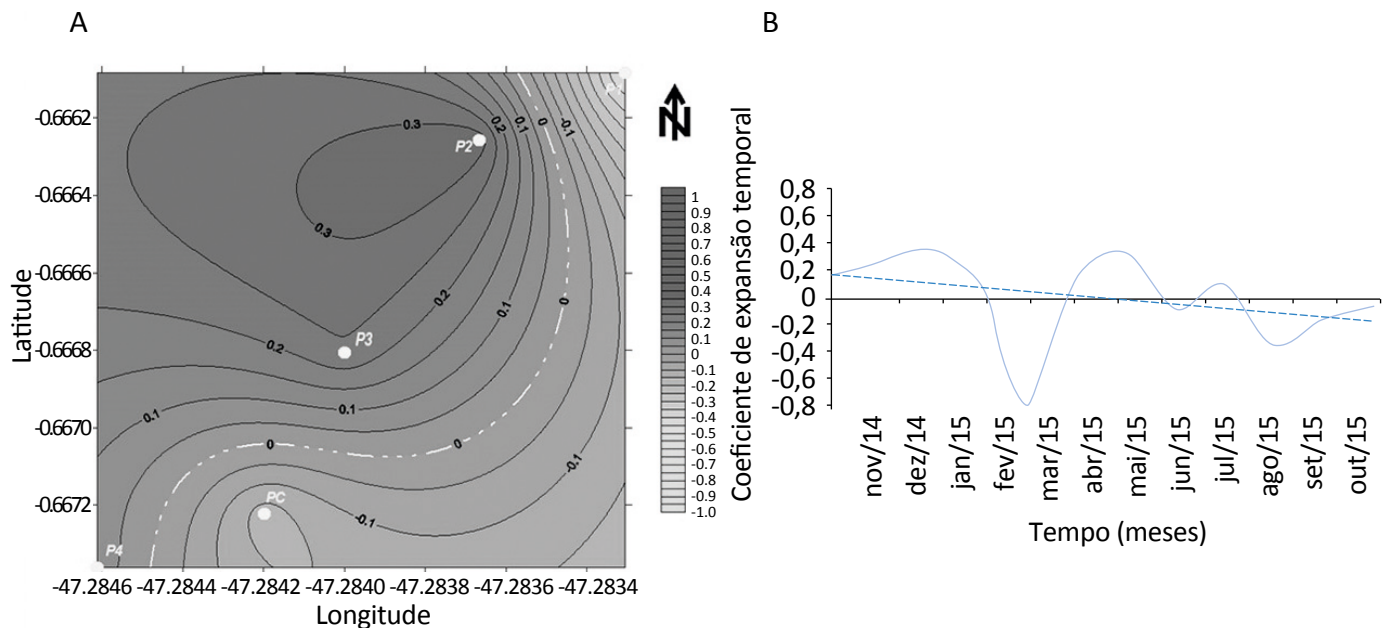 A
B
Latitude
-0.6662
-0.6664
-0.6666
-0.6668
-0.6670
-0.6672
0.3
0.2
0.1
0
-0.1
P1
P2
0.3
0.2
P3
0.2
0.1
0
0.1
0.1
0
0
-0.1
PC
-0.1
P4
-47.2846 -47.2844 -47.2842 -47.2840 -47.2838 -47.2836 -47.2834
Longitude
N
1
0.9
0.8
0.7
0.6
0.5
0.4
0.3
0.2
0.1
0
-0.1
-0.2
-0.3
-0.4
-0.5
-0.6
-0.7
-0.8
-0.9
-1.0
Coeficiente de expansão temporal
0,8
0,6
0,4
0,2
0
-0,2
-0,4
-0,6
-0,8
nov/14
dez/14
jan/15
fev/15
mar/15
abr/15
mai/15
jun/15
jul/15
ago/15
set/15
out/15
Tempo (meses)